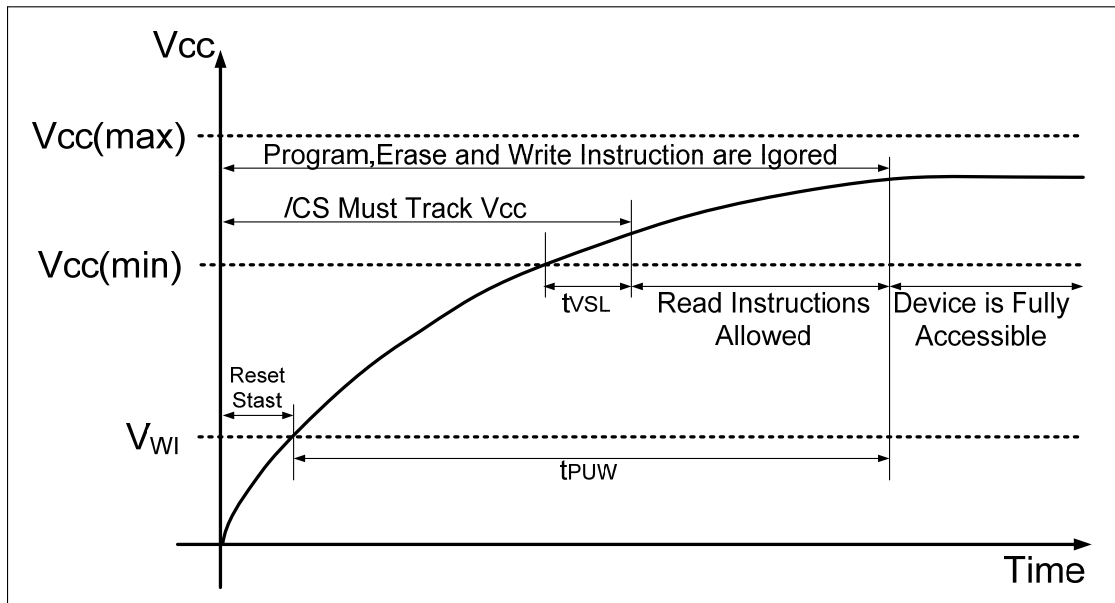 Vcc
Vcc(max)
Program,Erase and Write Instruction are Igored
/CS Must Track Vcc
Vcc(min)
tVSL
Read Instructions
Allowed
Device is Fully
Accessible
Reset
Stast
VWI
tPUW
Time